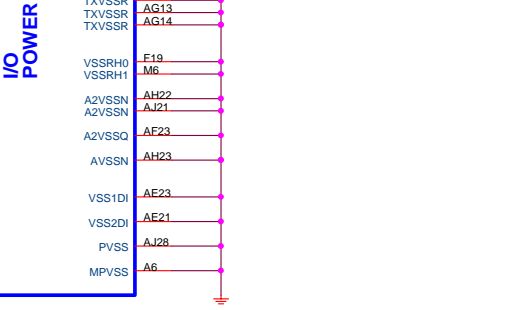 I/O
POWER
TXVSSR
TXVSSR AG13
TXVSSR AG14
VSSRH0 F19
VSSRH1 M6
A2VSSN AH22
A2VSSN AJ21
A2VSSQ AF23
AVSSN AH23
VSS1DI AE23
VSS2DI AE21
PVSS AJ28
MPVSS A6